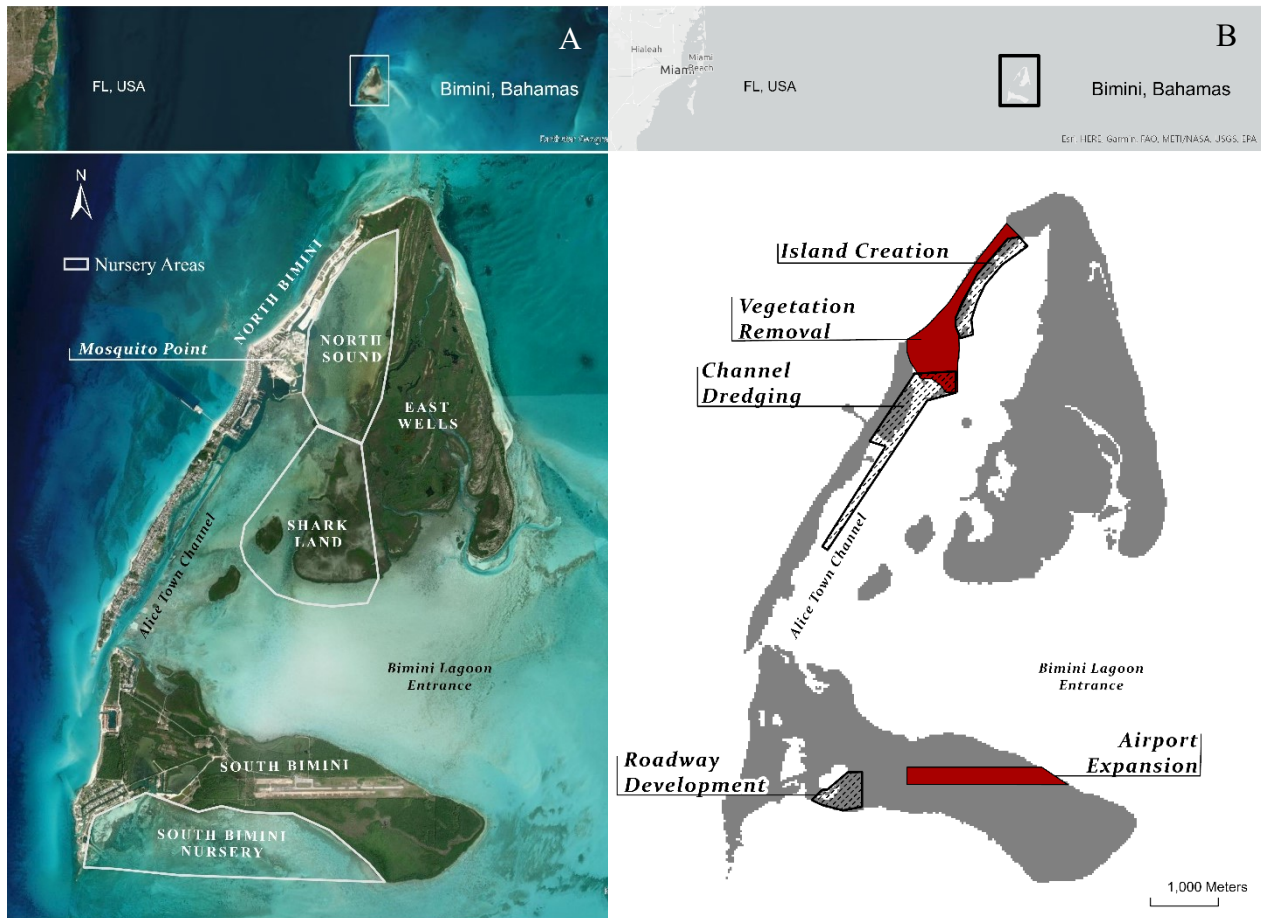 A
FL, USA
Bimini, Bahamas
N
Nursery Areas
NORTH BIMINI
Mosquito Point
NORTH
SOUND
EAST
WELLS
SHARK
LAND
Alice Town Channel
Bimini Lagoon
Entrance
SOUTH BIMINI
SOUTH BIMINI
NURSERY
B
Hialeah
Miami
Miami
Beach
FL, USA
Bimini, Bahamas
Esri, HERE, Garmin, FAO, METI/NASA, USGS, EPA
Island Creation
Vegetation
Removal
Channel
Dredging
Alice Town Channel
Bimini Lagoon
Entrance
Roadway
Development
Airport
Expansion
1,000 Meters